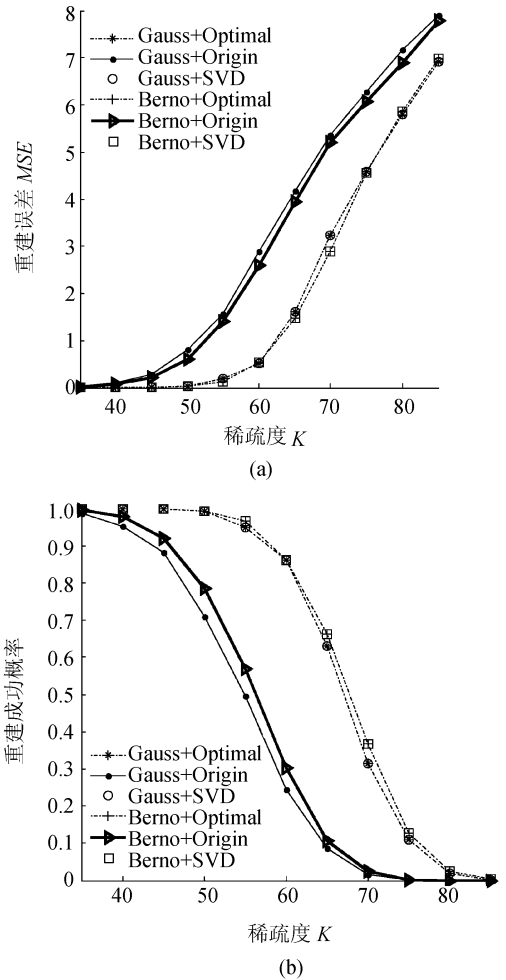 8
7
6
5
4
3
2
1
0
重建误差 MSE
Gauss+Optimal
Gauss+Origin
Gauss+SVD
Berno+Optimal
Berno+Origin
Berno+SVD
40 50 60 70 80
稀疏度 K
(a)
1.0
0.9
0.8
0.7
0.6
0.5
0.4
0.3
0.2
0.1
0
重建成功概率
Gauss+Optimal
Gauss+Origin
Gauss+SVD
Berno+Optimal
Berno+Origin
Berno+SVD
40 50 60 70 80
稀疏度 K
(b)